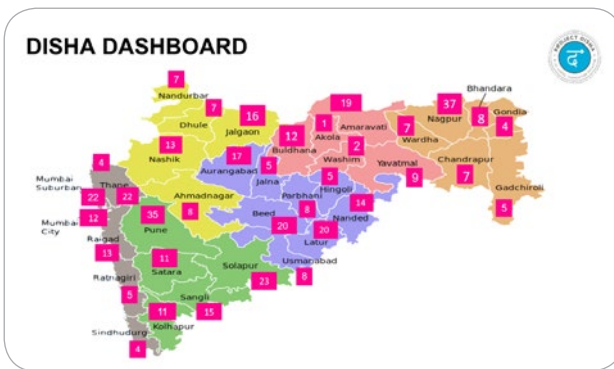 DISHA DASHBOARD
PROJECT DISHA
7
Nandurbar
7
Dhule
16
Jalgaon
13
Nashik
19
1
Akola
Amaravati
12
Buldhana
2
Washim
37
Nagpur
Bhandara
8
Gondia
4
7
Wardha
Yavatmal
9
Chandrapur
7
Gadchiroli
5
17
Aurangabad
5
Jalna
Parbhani
5
Hingoli
14
Nanded
8
Beed
20
20
Latur
Usmanabad
8
Ahmadnagar
8
4
Mumbai
Suburban
22
Thane
22
Mumbai
City
12
Raigad
13
Ratnagiri
5
Sindhudurg
4
35
Pune
11
Satara
Solapur
23
Sangli
15
11
Kolhapur